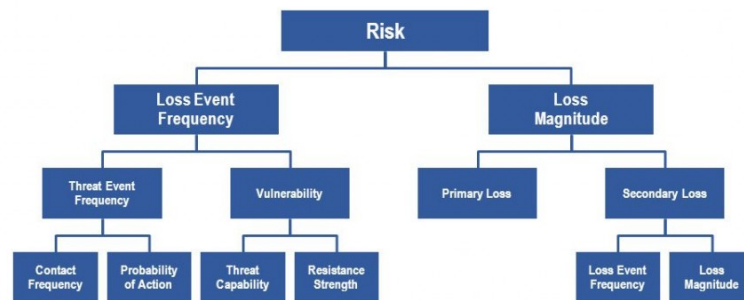 Risk
Loss Event
Frequency
Loss
Magnitude
Threat Event
Frequency
Vulnerability
Primary Loss
Secondary Loss
Contact
Frequency
Probability
of Action
Threat
Capability
Resistance
Strength
Loss Event
Frequency
Loss
Magnitude